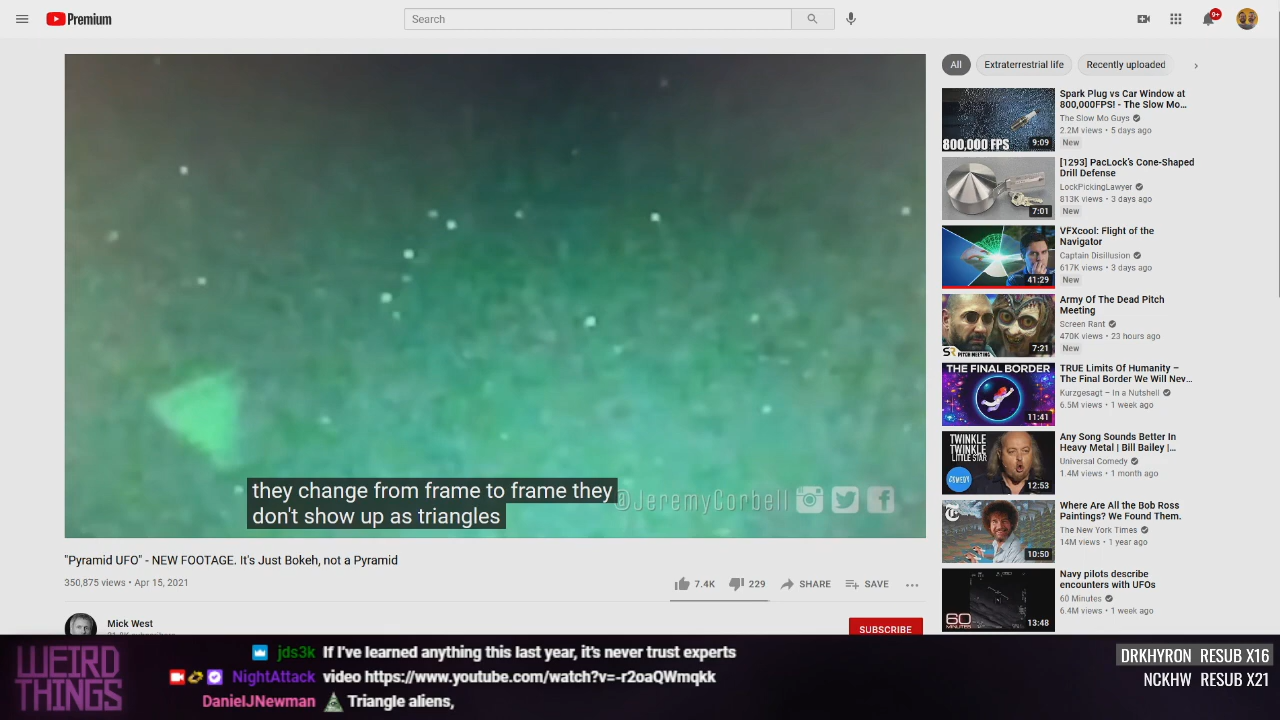 Premium
Search
9+
All
Extraterrestrial life
Recently uploaded
they change from frame to frame they
don't show up as triangles
@JeremyCorbell
"Pyramid UFO" - NEW FOOTAGE. It's Just Bokeh, not a Pyramid
350,875 views • Apr 15, 2021
7.4K
229
SHARE
SAVE
Mick West
SUBSCRIBE
800,000 FPS
9:09
Spark Plug vs Car Window at
800,000FPS! - The Slow Mo…
The Slow Mo Guys
2.2M views • 5 days ago
New
7:01
[1293] PacLock's Cone-Shaped
Drill Defense
LockPickingLawyer
813K views • 3 days ago
New
41:29
VFXcool: Flight of the
Navigator
Captain Disillusion
617K views • 3 days ago
New
PITCH MEETING
7:21
Army Of The Dead Pitch
Meeting
Screen Rant
470K views • 23 hours ago
New
THE FINAL BORDER
11:41
TRUE Limits Of Humanity –
The Final Border We Will Nev…
Kurzgesagt – In a Nutshell
6.5M views • 1 week ago
TWINKLE
TWINKLE
LITTLE STAR
COMEDY
12:53
Any Song Sounds Better In
Heavy Metal | Bill Bailey |…
Universal Comedy
1.4M views • 1 month ago
10:50
Where Are All the Bob Ross
Paintings? We Found Them.
The New York Times
14M views • 1 year ago
60
MINUTES
13:48
Navy pilots describe
encounters with UFOs
60 Minutes
6.4M views • 1 week ago
WEIRD
THINGS
jds3k If I've learned anything this last year, it's never trust experts
NightAttack video https://www.youtube.com/watch?v=-r2oaQWmqkk
DanielJNewman Triangle aliens,
DRKHYRON RESUB X16
NCKHW RESUB X21